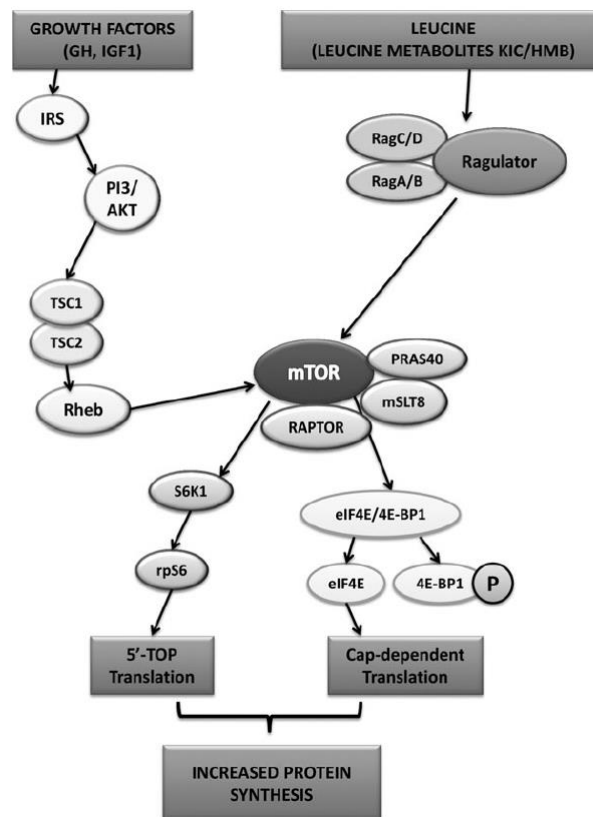 GROWTH FACTORS
(GH, IGF1)
LEUCINE
(LEUCINE METABOLITES KIC/HMB)
IRS
PI3/
AKT
TSC1
TSC2
Rheb
RagC/D
RagA/B
Ragulator
mTOR
PRAS40
mSLT8
RAPTOR
S6K1
rpS6
eIF4E/4E-BP1
eIF4E
4E-BP1
P
5’-TOP
Translation
Cap-dependent
Translation
INCREASED PROTEIN
SYNTHESIS